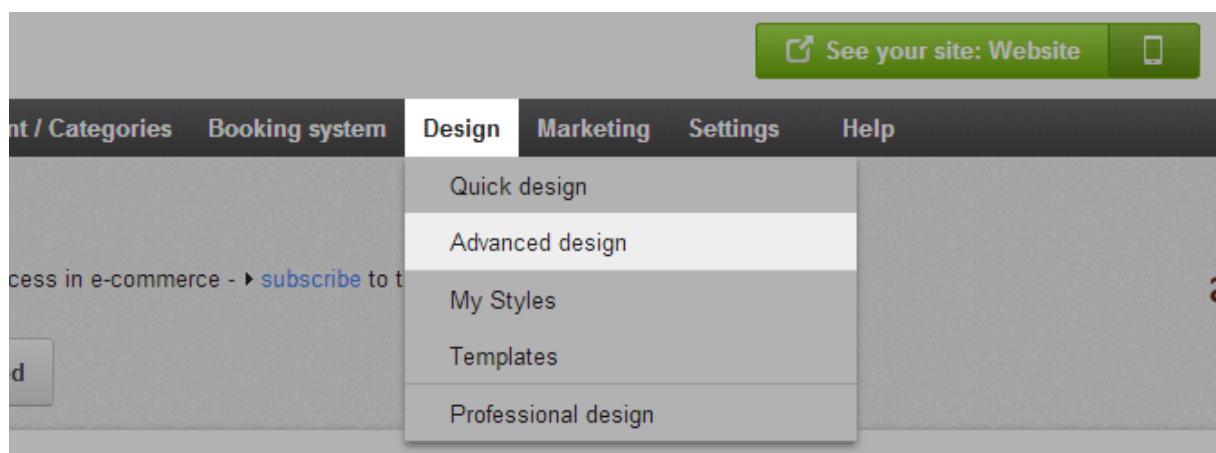 See your site: Website
nt / Categories Booking system Design Marketing Settings Help
Quick design
Advanced design
cess in e-commerce - subscribe to t
My Styles
Templates
d
Professional design